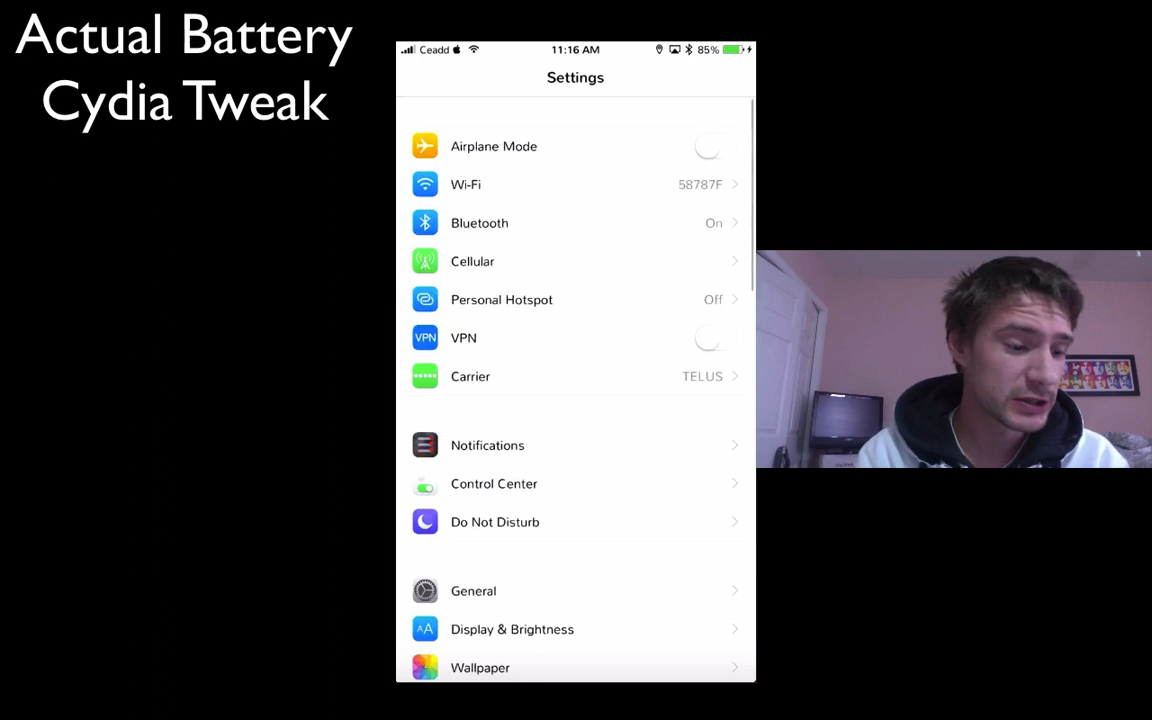 Actual Battery
Cydia Tweak
Ceadd 11:16 AM 85%
Settings
Airplane Mode
Wi-Fi 58787F
Bluetooth On
Cellular
Personal Hotspot Off
VPN VPN
Carrier TELUS
Notifications
Control Center
Do Not Disturb
General
AA Display & Brightness
Wallpaper